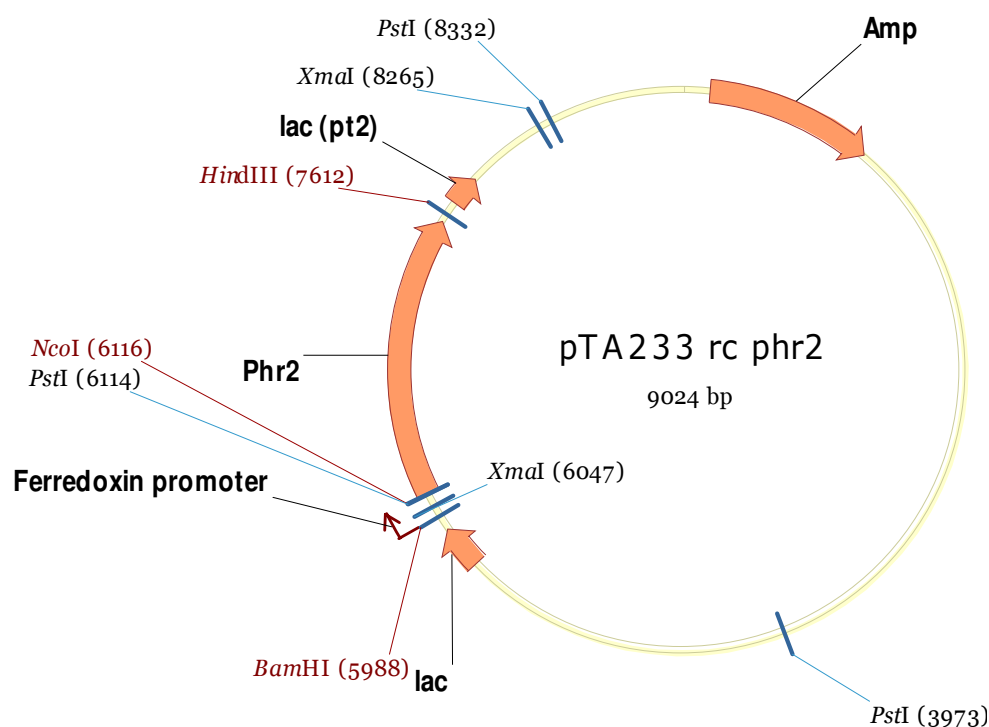 PstI (8332)
Amp
XmaI (8265)
lac (pt2)
HindIII (7612)
pTA233 rc phr2
9024 bp
NcoI (6116)
PstI (6114)
Phr2
Ferredoxin promoter
XmaI (6047)
BamHI (5988)
lac
PstI (3973)